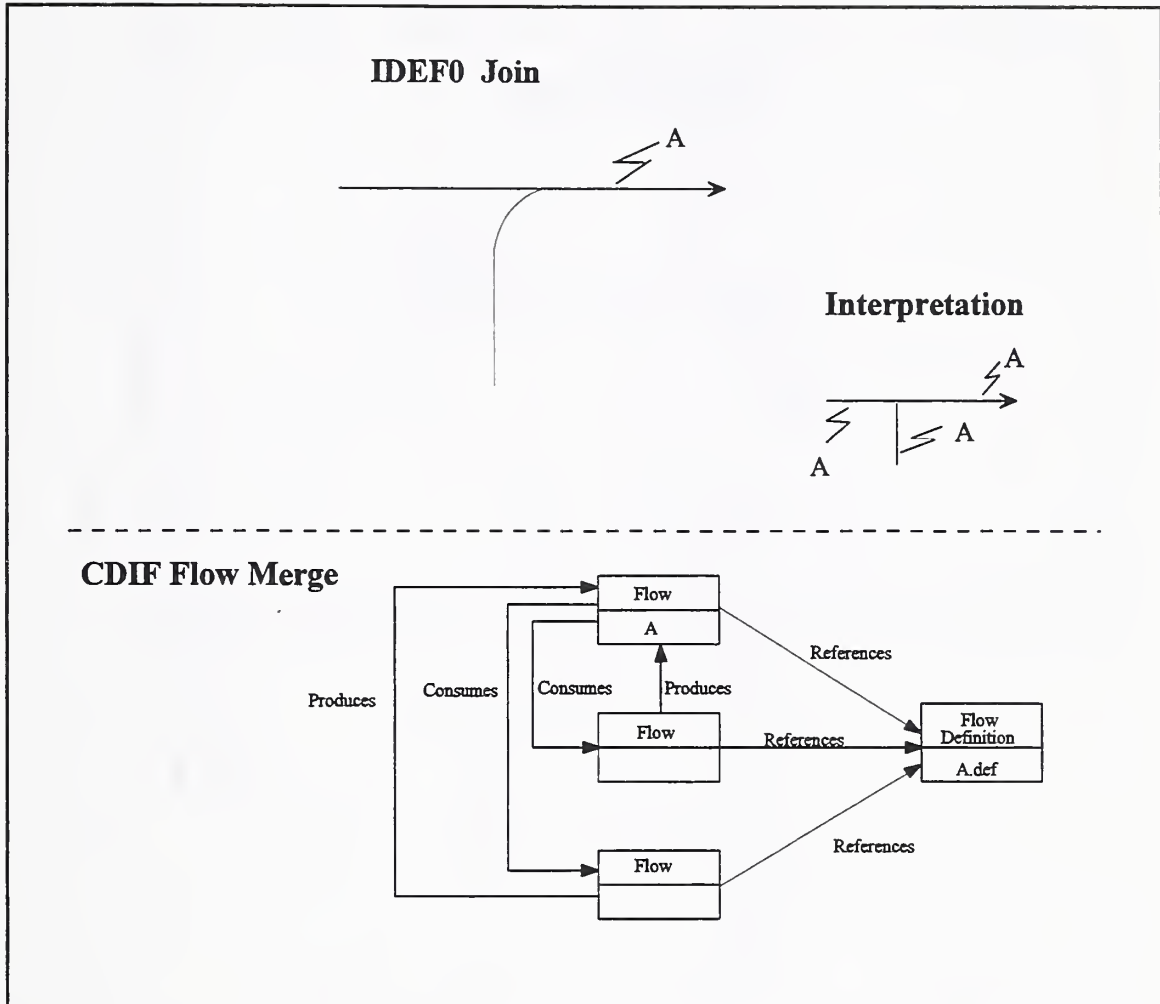 IDEF0 Join
A
Interpretation
A
A
A
CDIF Flow Merge
Flow
A
References
Produces
Consumes
Consumes
Produces
Flow
References
Flow
Definition
A.def
References
Flow